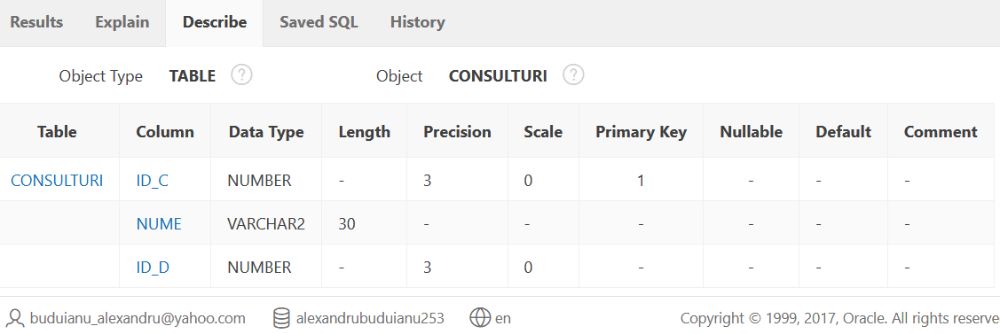 Results Explain Describe Saved SQL History
Object Type TABLE ? Object CONSULTURI ?
Table Column Data Type Length Precision Scale Primary Key Nullable Default Comment
CONSULTURI ID_C NUMBER - 3 0 1 - - -
NUME VARCHAR2 30 - - - - - -
ID_D NUMBER - 3 0 - - - -
buduianu_alexandru@yahoo.com alexandrubuduianu253 en Copyright © 1999, 2017, Oracle. All rights reserve